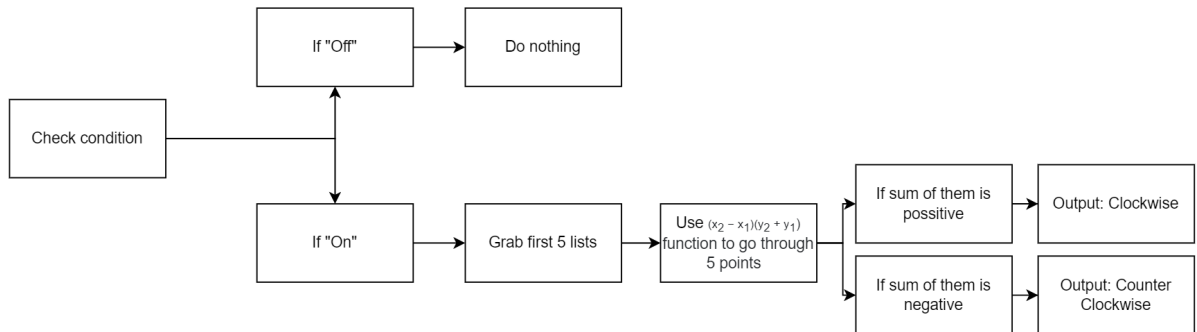 If "Off"
Do nothing
Check condition
If "On"
Grab first 5 lists
Use (x₂ − x₁)(y₂ + y₁)
function to go through
5 points
If sum of them is
possitive
Output: Clockwise
If sum of them is
negative
Output: Counter
Clockwise